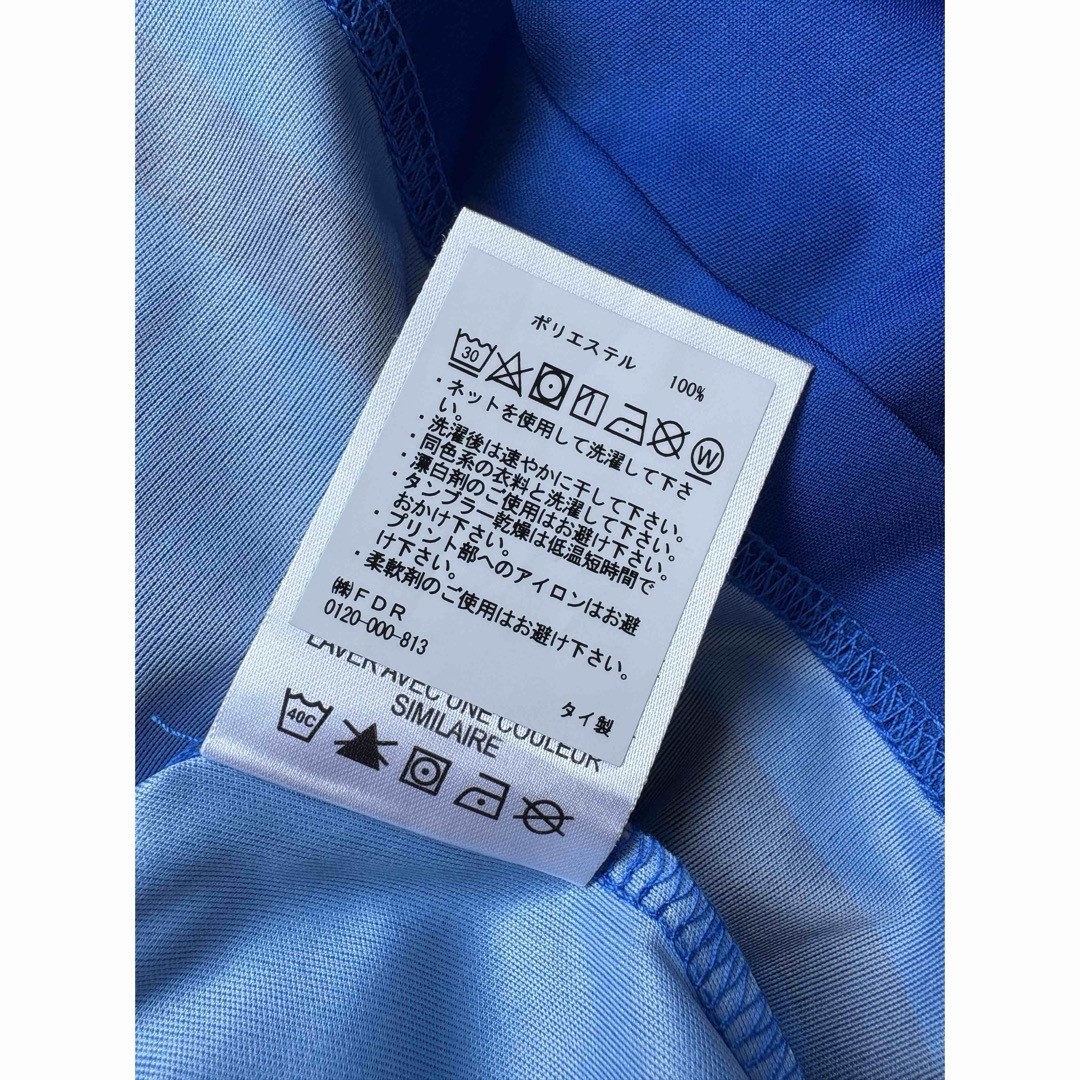 ポリエステル 100%
30
W
・ネットを使用して洗濯して下さ
い。
・洗濯後は速やかに干して下さい。
・同色系の衣料と洗濯して下さい。
漂白剤のご使用はお避け下さい。
タンブラー乾燥は低温短時間で
おかけ下さい。
・プリント部へのアイロンはお避
け下さい。
・柔軟剤のご使用はお避け下さい。
㈱FDR
0120-000-813
タイ製
LAVER AVEC UNE COULEUR
SIMILAIRE
40C